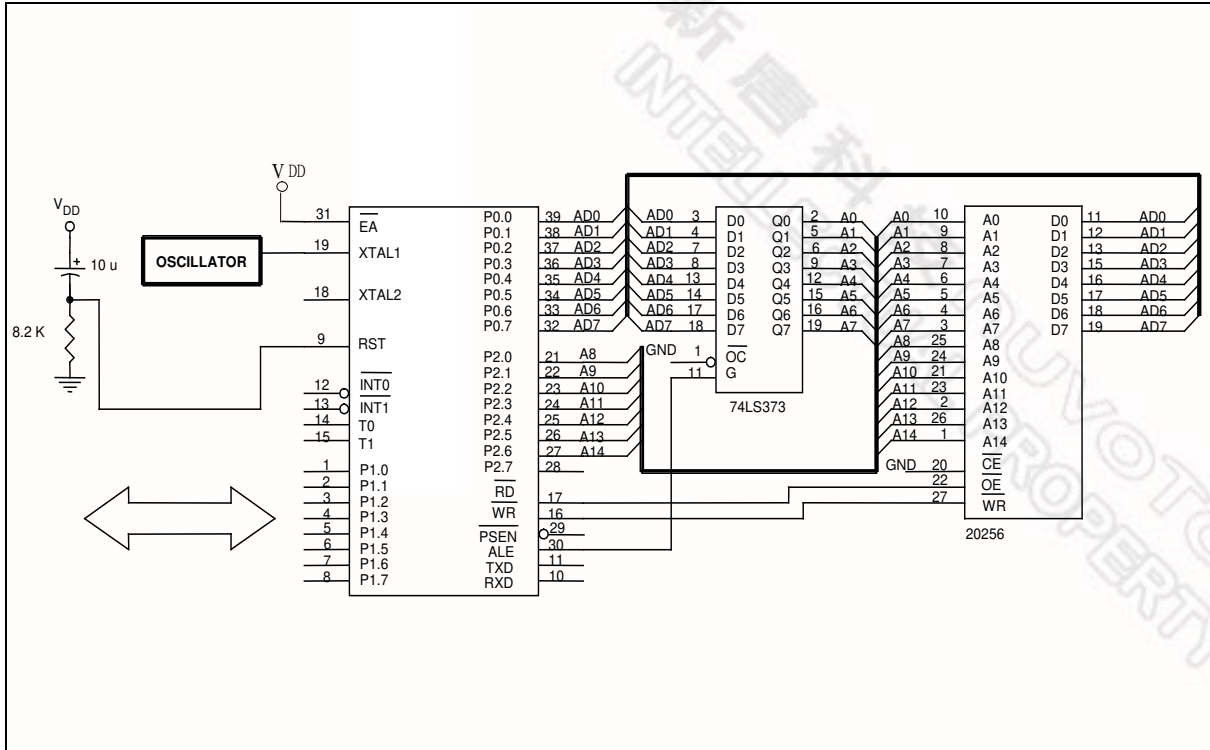 新唐科技 NUVOTON
INTELLECTUAL PROPERTY
V DD
VDD
10 u
8.2 K
OSCILLATOR
31 EA
19 XTAL1
18 XTAL2
9 RST
12 INT0
13 INT1
14 T0
15 T1
1 P1.0
2 P1.1
3 P1.2
4 P1.3
5 P1.4
6 P1.5
7 P1.6
8 P1.7
P0.0 39 AD0
P0.1 38 AD1
P0.2 37 AD2
P0.3 36 AD3
P0.4 35 AD4
P0.5 34 AD5
P0.6 33 AD6
P0.7 32 AD7
P2.0 21 A8
P2.1 22 A9
P2.2 23 A10
P2.3 24 A11
P2.4 25 A12
P2.5 26 A13
P2.6 27 A14
P2.7 28
RD 17
WR 16
PSEN 29
ALE 30
TXD 11
RXD 10
AD0 3 D0 Q0 2 A0
AD1 4 D1 Q1 5 A1
AD2 7 D2 Q2 6 A2
AD3 8 D3 Q3 9 A3
AD4 13 D4 Q4 12 A4
AD5 14 D5 Q5 15 A5
AD6 17 D6 Q6 16 A6
AD7 18 D7 Q7 19 A7
GND 1 OC
11 G
74LS373
A0 10 A0 D0 11 AD0
A1 9 A1 D1 12 AD1
A2 8 A2 D2 13 AD2
A3 7 A3 D3 15 AD3
A4 6 A4 D4 16 AD4
A5 5 A5 D5 17 AD5
A6 4 A6 D6 18 AD6
A7 3 A7 D7 19 AD7
A8 25 A8
A9 24 A9
A10 21 A10
A11 23 A11
A12 2 A12
A13 26 A13
A14 1 A14
GND 20 CE
22 OE
27 WR
20256